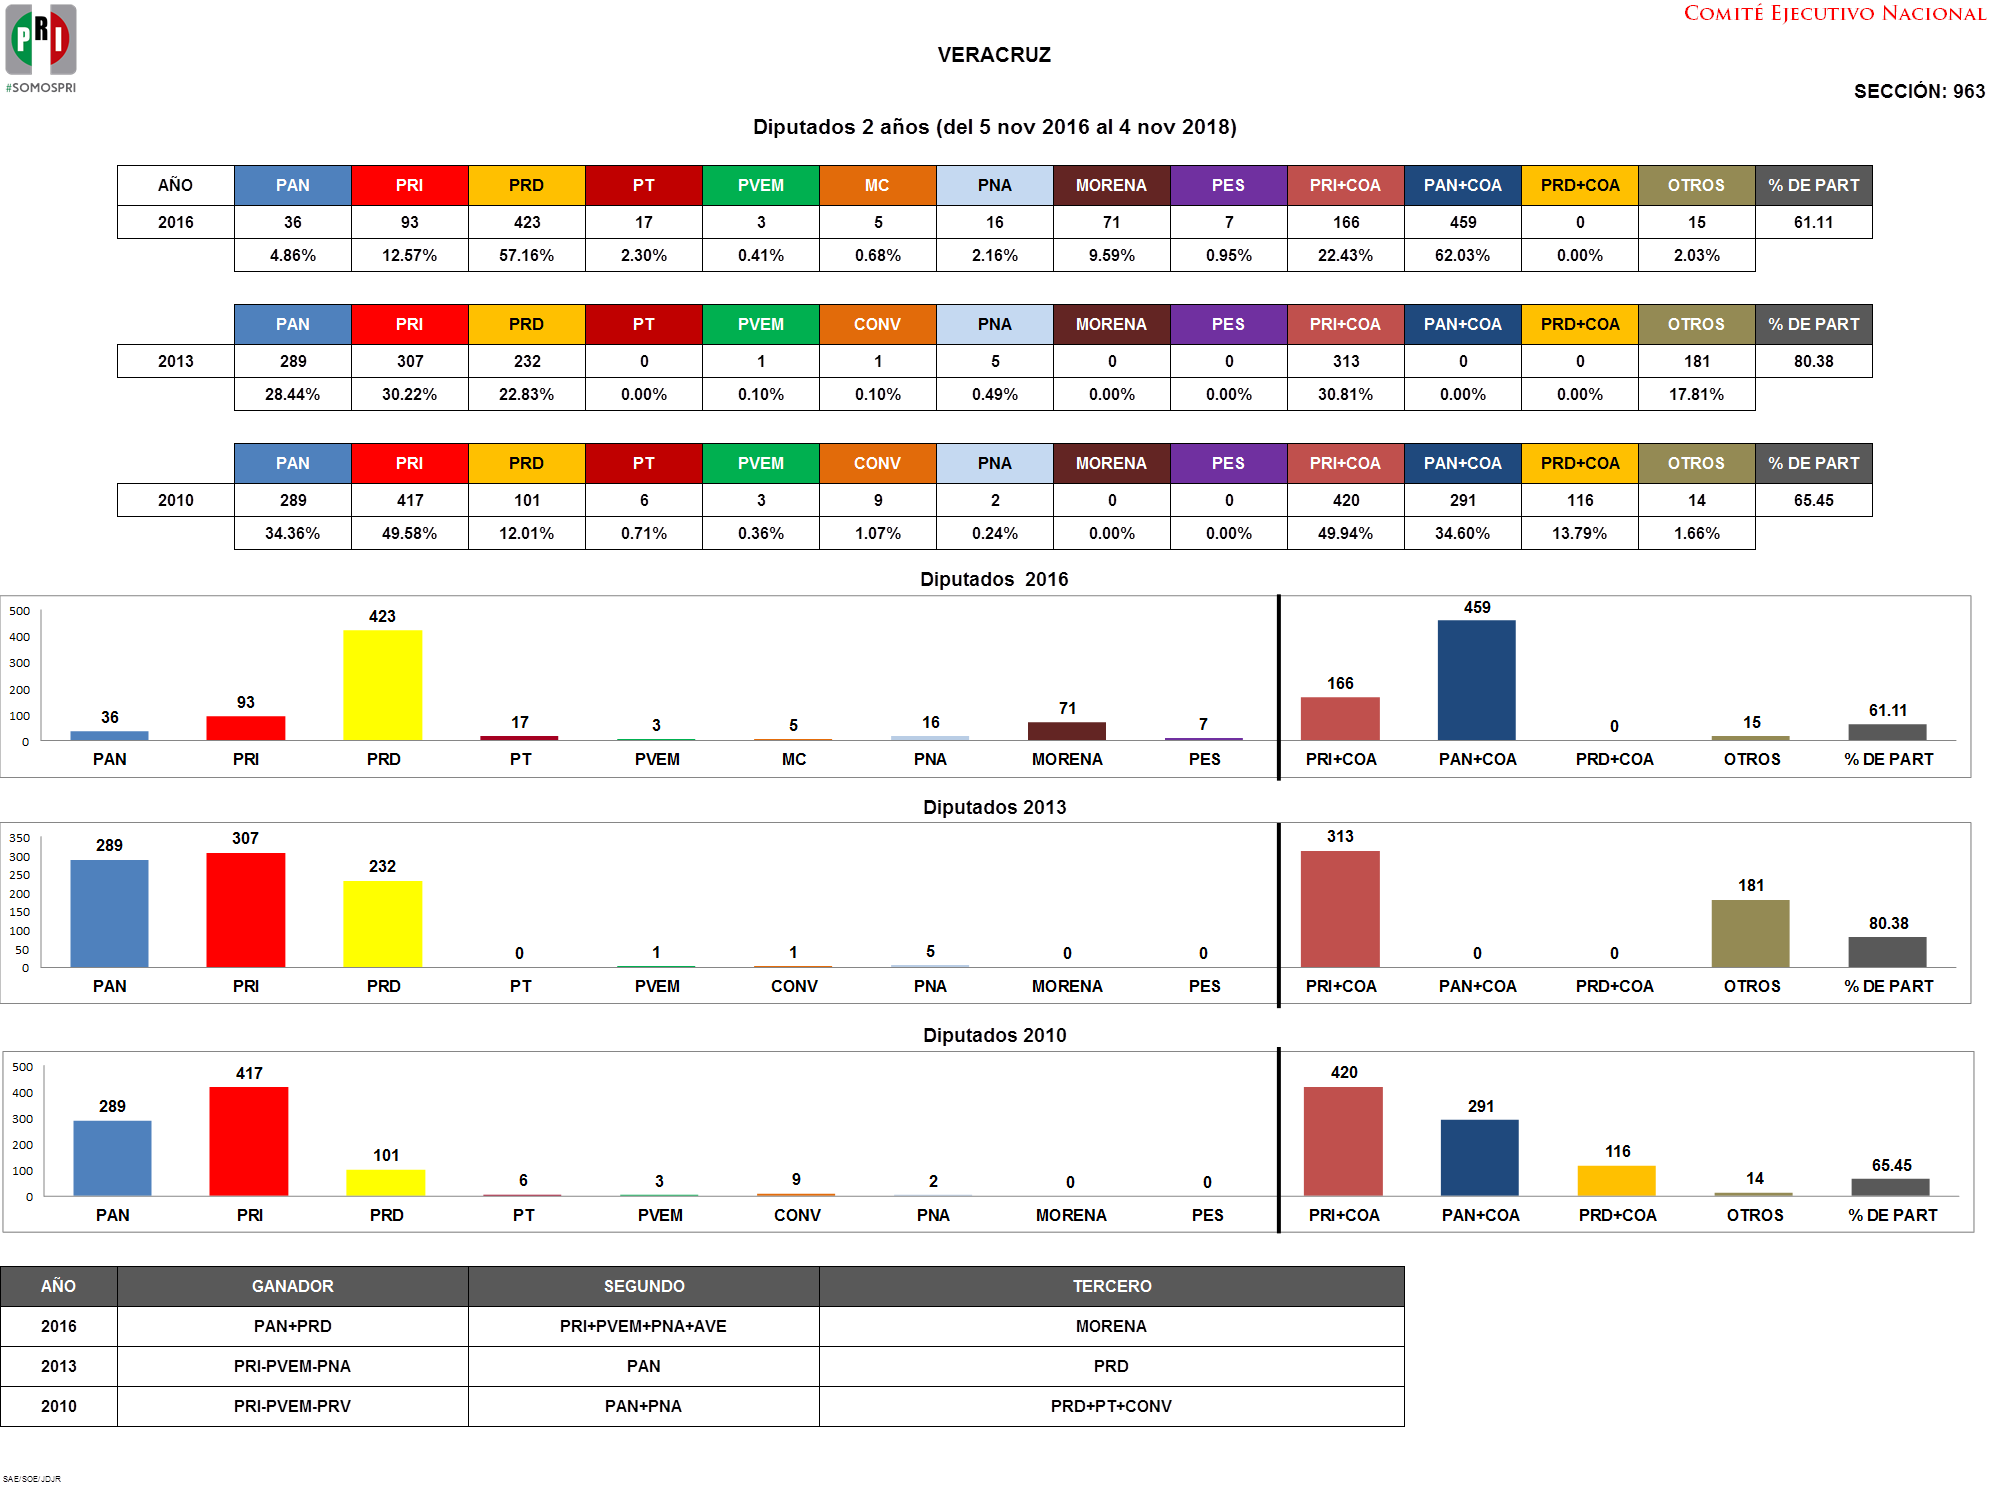 PRI
#SOMOSPRI
COMITÉ EJECUTIVO NACIONAL
VERACRUZ
SECCIÓN: 963
Diputados 2 años (del 5 nov 2016 al 4 nov 2018)
AÑO PAN PRI PRD PT PVEM MC PNA MORENA PES PRI+COA PAN+COA PRD+COA OTROS % DE PART
2016 36 93 423 17 3 5 16 71 7 166 459 0 15 61.11
4.86% 12.57% 57.16% 2.30% 0.41% 0.68% 2.16% 9.59% 0.95% 22.43% 62.03% 0.00% 2.03%
PAN PRI PRD PT PVEM CONV PNA MORENA PES PRI+COA PAN+COA PRD+COA OTROS % DE PART
2013 289 307 232 0 1 1 5 0 0 313 0 0 181 80.38
28.44% 30.22% 22.83% 0.00% 0.10% 0.10% 0.49% 0.00% 0.00% 30.81% 0.00% 0.00% 17.81%
PAN PRI PRD PT PVEM CONV PNA MORENA PES PRI+COA PAN+COA PRD+COA OTROS % DE PART
2010 289 417 101 6 3 9 2 0 0 420 291 116 14 65.45
34.36% 49.58% 12.01% 0.71% 0.36% 1.07% 0.24% 0.00% 0.00% 49.94% 34.60% 13.79% 1.66%
Diputados 2016
500
400
300
200
100
0
36 93 423 17 3 5 16 71 7 166 459 0 15 61.11
PAN PRI PRD PT PVEM MC PNA MORENA PES PRI+COA PAN+COA PRD+COA OTROS % DE PART
Diputados 2013
350
300
250
200
150
100
50
0
289 307 232 0 1 1 5 0 0 313 0 0 181 80.38
PAN PRI PRD PT PVEM CONV PNA MORENA PES PRI+COA PAN+COA PRD+COA OTROS % DE PART
Diputados 2010
500
400
300
200
100
0
289 417 101 6 3 9 2 0 0 420 291 116 14 65.45
PAN PRI PRD PT PVEM CONV PNA MORENA PES PRI+COA PAN+COA PRD+COA OTROS % DE PART
AÑO GANADOR SEGUNDO TERCERO
2016 PAN+PRD PRI+PVEM+PNA+AVE MORENA
2013 PRI-PVEM-PNA PAN PRD
2010 PRI-PVEM-PRV PAN+PNA PRD+PT+CONV
SAE/SOE/JDJR